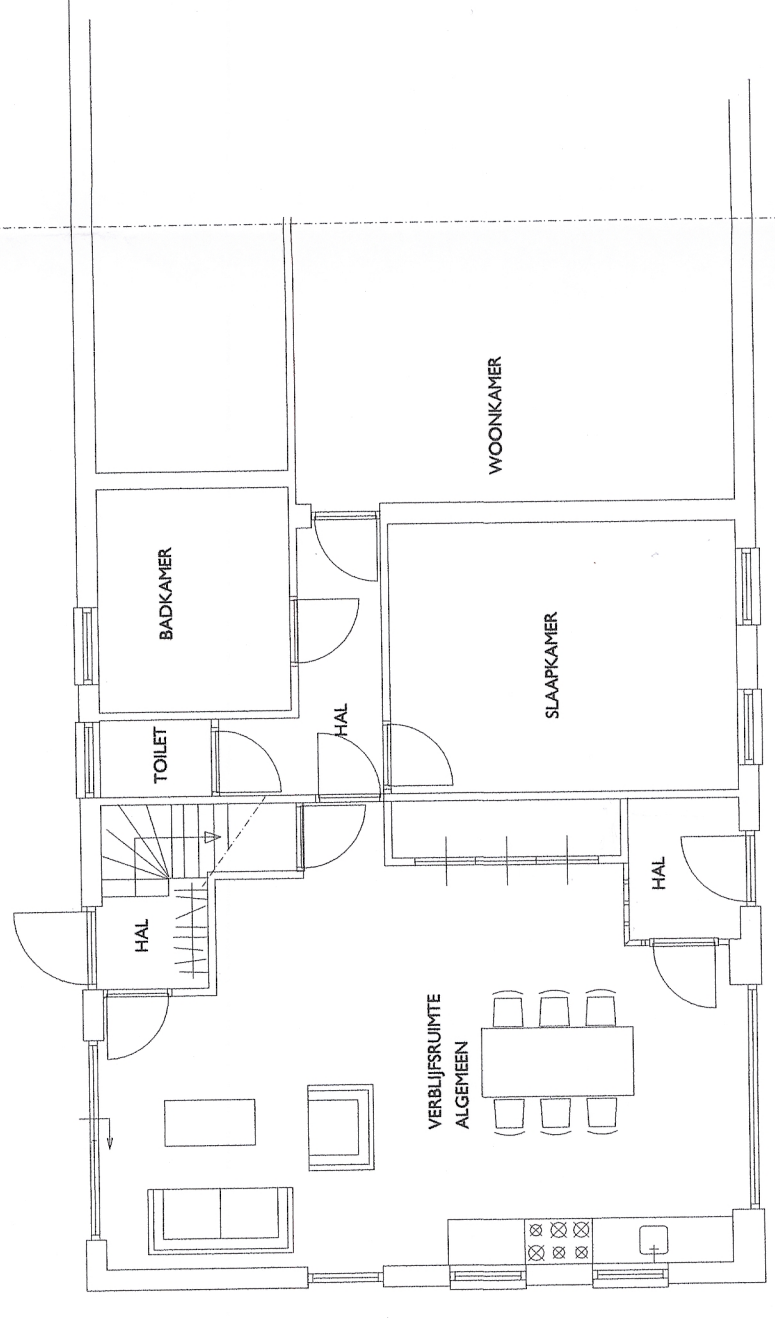 WOONKAMER
BADKAMER
SLAAPKAMER
TOILET
HAL
HAL
HAL
VERBLIJFSRUIMTE
ALGEMEEN